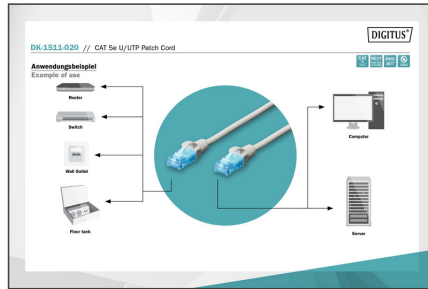 DIGITUS®
DK-1511-020 // CAT 5e U/UTP Patch Cord
Anwendungsbeispiel
Example of use
Router
Switch
Wall Outlet
Floor tank
Computer
Server